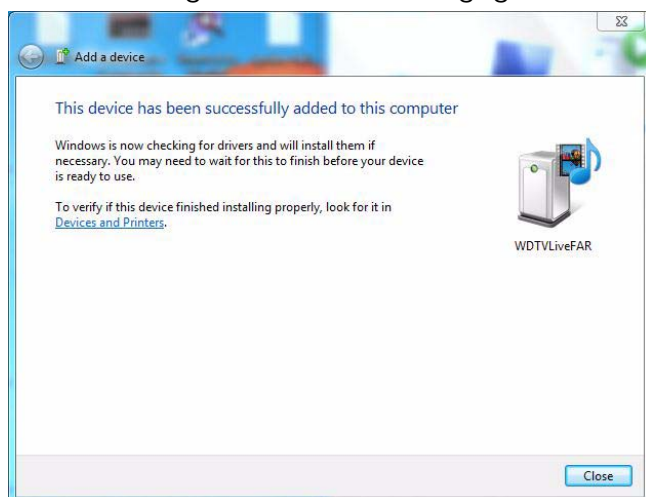 Add a device
This device has been successfully added to this computer
Windows is now checking for drivers and will install them if
necessary. You may need to wait for this to finish before your device
is ready to use.
To verify if this device finished installing properly, look for it in
Devices and Printers.
WDTVLiveFAR
Close